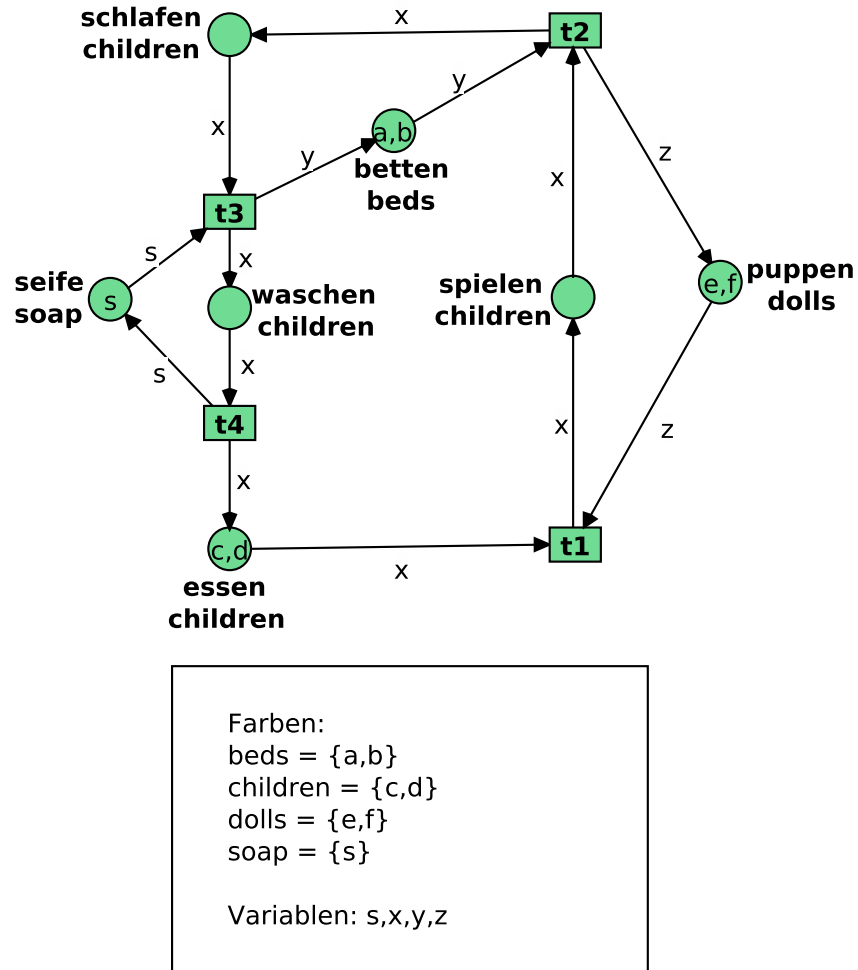 schlafen
children
x
t2
x
y
a,b
betten
beds
y
z
x
t3
s
x
seife
soap
s
waschen
children
spielen
children
e,f
puppen
dolls
s
x
t4
x
x
z
c,d
essen
children
x
t1
Farben:
beds = {a,b}
children = {c,d}
dolls = {e,f}
soap = {s}
Variablen: s,x,y,z